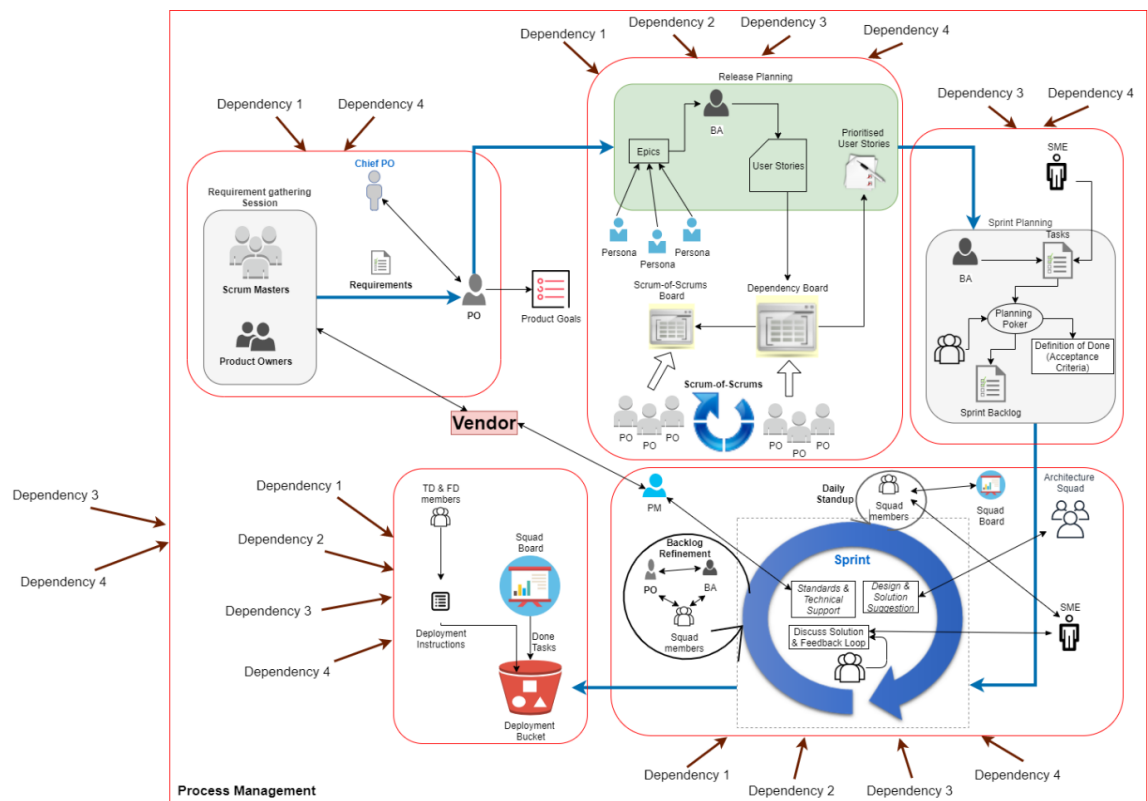 Dependency 1
Dependency 2
Dependency 3
Dependency 4
Dependency 1
Dependency 4
Chief PO
Requirement gathering
Session
Scrum Masters
Product Owners
Requirements
PO
Product Goals
Release Planning
BA
Epics
User Stories
Prioritised
User Stories
Persona
Persona
Persona
Scrum-of-Scrums
Board
Dependency Board
Scrum-of-Scrums
PO
PO
PO
PO
PO
PO
Dependency 3
Dependency 4
SME
Sprint Planning
Tasks
BA
Planning
Poker
Definition of Done
(Acceptance
Criteria)
Sprint Backlog
Vendor
Dependency 3
Dependency 4
Dependency 1
Dependency 2
Dependency 3
Dependency 4
TD & FD
members
Squad
Board
Deployment
Instructions
Done
Tasks
Deployment
Bucket
PM
Backlog
Refinement
PO
BA
Squad
members
Daily
Standup
Squad
members
Squad
Board
Architecture
Squad
Sprint
Standards &
Technical
Support
Design &
Solution
Suggestion
Discuss Solution
& Feedback Loop
SME
Dependency 1
Dependency 2
Dependency 3
Dependency 4
Process Management